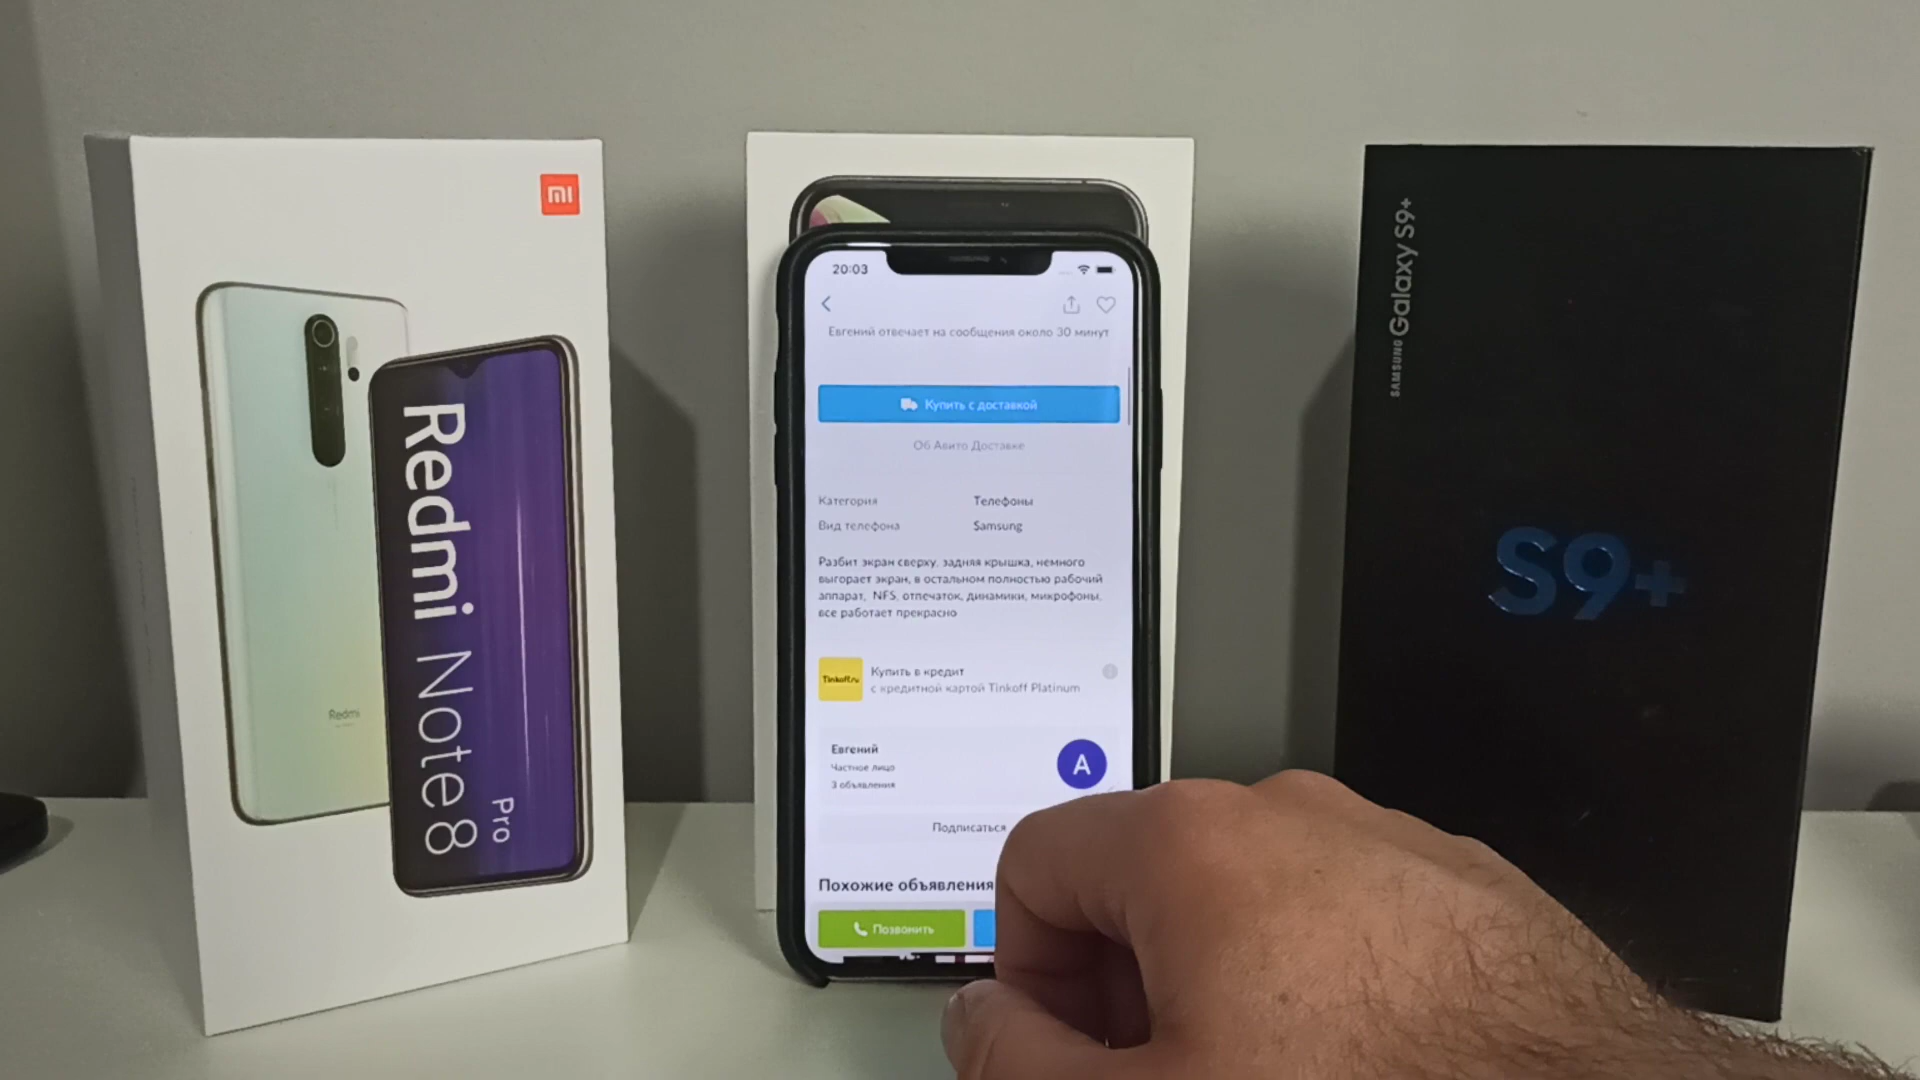 mi
Redmi Note 8
Pro
Redmi
20:03
Евгений отвечает на сообщения около 30 минут
Купить с доставкой
Об Авито Доставке
Категория Телефоны
Вид телефона Samsung
Разбит экран сверху, задняя крышка, немного
выгорает экран, в остальном полностью рабочий
аппарат, NFS, отпечаток, динамики, микрофоны,
все работает прекрасно
Tinkoff.ru
Купить в кредит
с кредитной картой Tinkoff Platinum
Евгений
Частное лицо
3 объявления
A
Подписаться
Похожие объявления
Позвонить
SAMSUNG Galaxy S9+
S9+